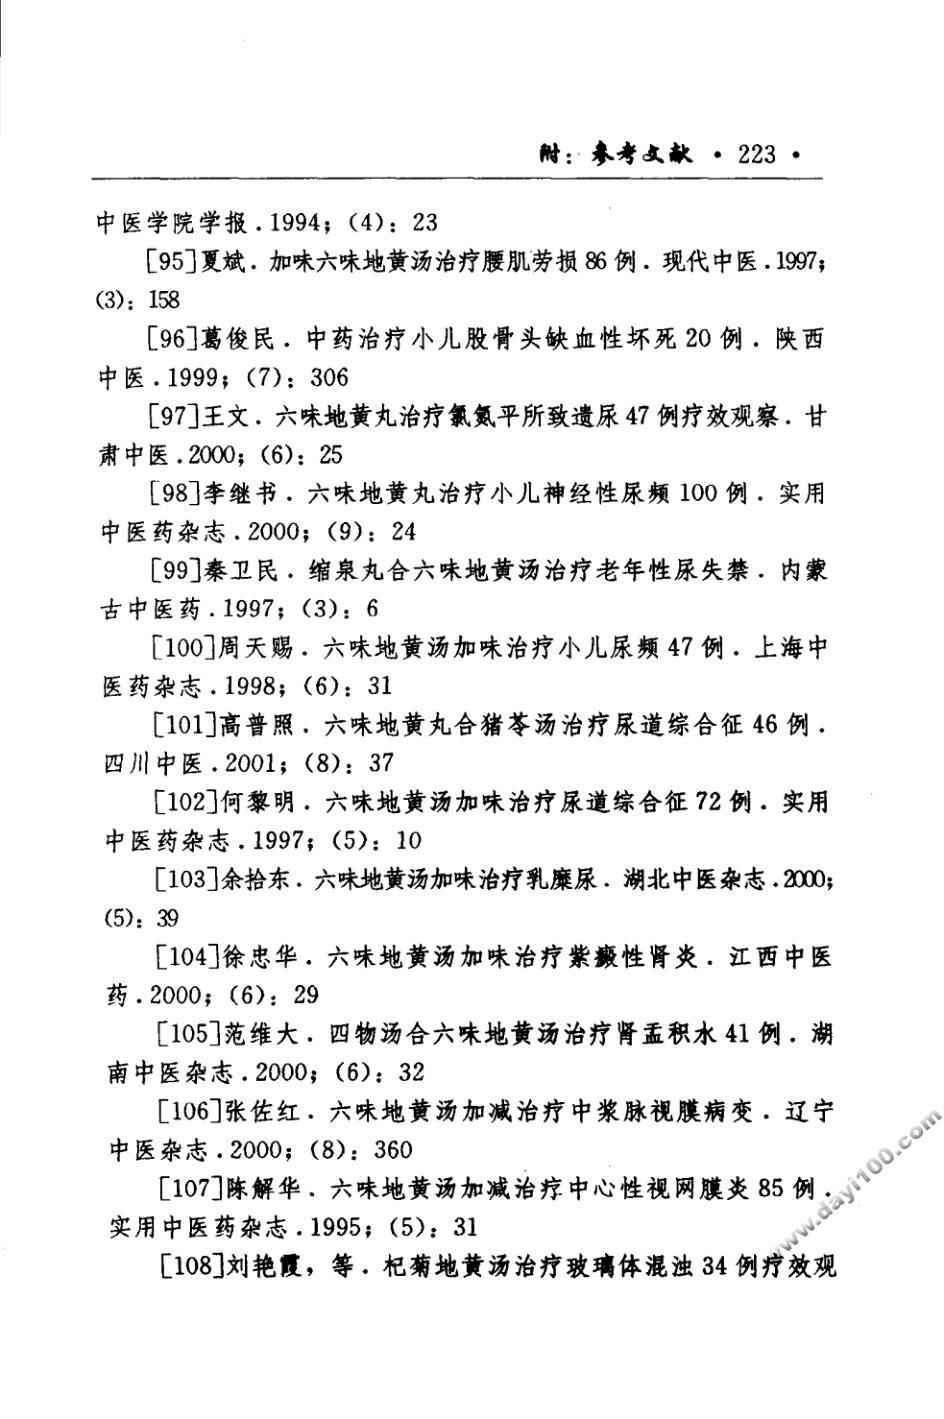 附：参考文献 · 223 ·
中医学院学报.1994；（4）：23
[95]夏斌．加味六味地黄汤治疗腰肌劳损 86 例．现代中医.1997；
（3）：158
[96]葛俊民．中药治疗小儿股骨头缺血性坏死 20 例．陕西
中医.1999；（7）：306
[97]王文．六味地黄丸治疗氯氮平所致遗尿 47 例疗效观察．甘
肃中医.2000；（6）：25
[98]李继书．六味地黄丸治疗小儿神经性尿频 100 例．实用
中医药杂志.2000；（9）：24
[99]秦卫民．缩泉丸合六味地黄汤治疗老年性尿失禁．内蒙
古中医药.1997；（3）：6
[100]周天赐．六味地黄汤加味治疗小儿尿频 47 例．上海中
医药杂志.1998；（6）：31
[101]高普照．六味地黄丸合猪苓汤治疗尿道综合征 46 例．
四川中医.2001；（8）：37
[102]何黎明．六味地黄汤加味治疗尿道综合征 72 例．实用
中医药杂志.1997；（5）：10
[103]余拾东．六味地黄汤加味治疗乳糜尿．湖北中医杂志.2000；
（5）：39
[104]徐忠华．六味地黄汤加味治疗紫癜性肾炎．江西中医
药.2000；（6）：29
[105]范维大．四物汤合六味地黄汤治疗肾盂积水 41 例．湖
南中医杂志.2000；（6）：32
[106]张佐红．六味地黄汤加减治疗中浆脉视膜病变．辽宁
中医杂志.2000；（8）：360
[107]陈解华．六味地黄汤加减治疗中心性视网膜炎 85 例．
实用中医药杂志.1995；（5）：31
[108]刘艳霞，等．杞菊地黄汤治疗玻璃体混浊 34 例疗效观
www.dayi100.com